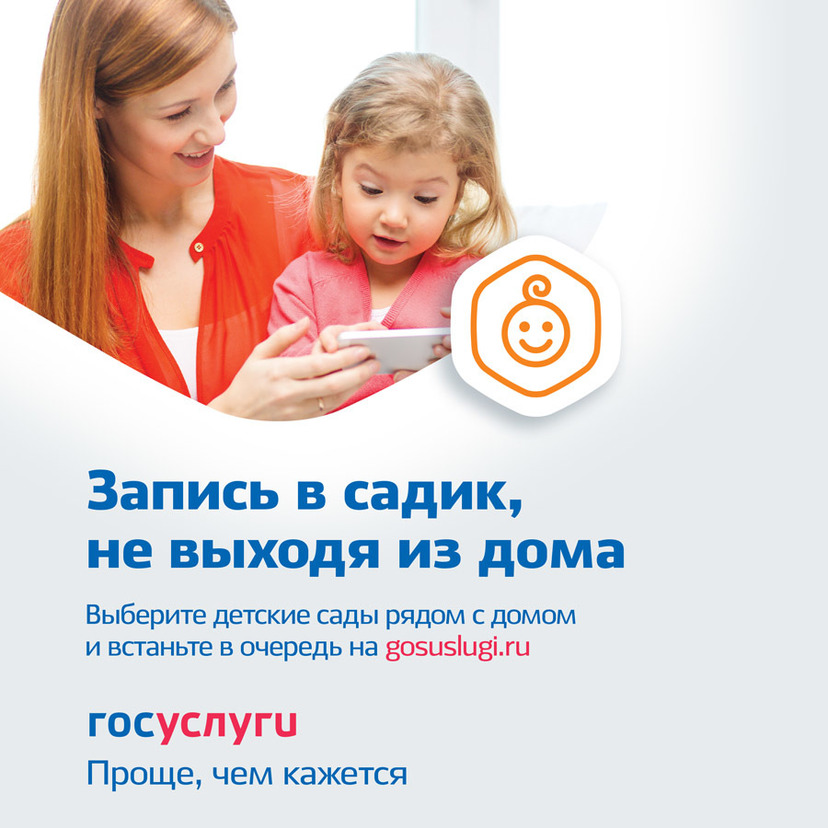 Запись в садик,
не выходя из дома
Выберите детские сады рядом с домом
и встаньте в очередь на gosuslugi.ru
госуслуги
Проще, чем кажется